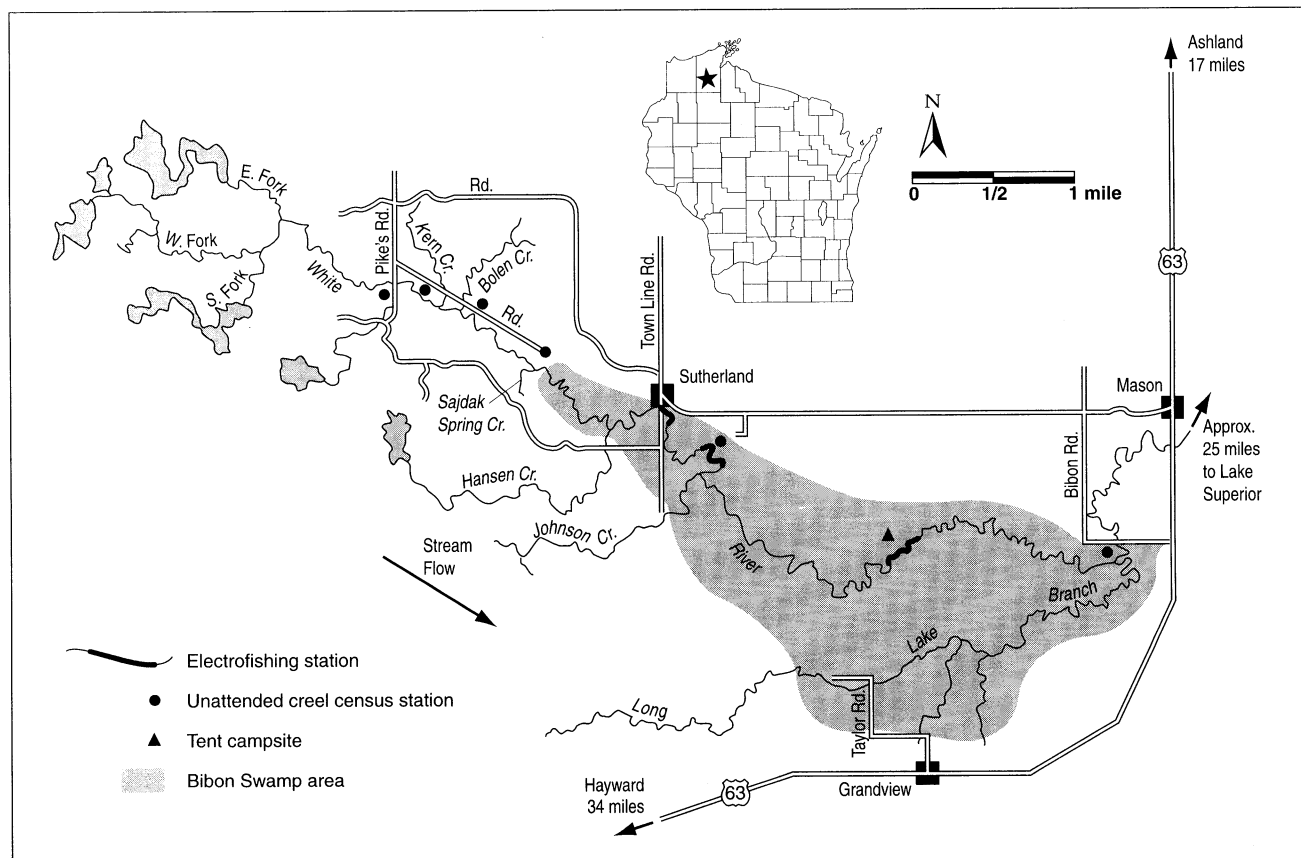 Ashland
17 miles
N
0 1/2 1 mile
E. Fork
W. Fork
S. Fork
White
Pike's Rd.
Rd.
Kern Cr.
Bolen Cr.
Rd.
Town Line Rd.
63
Sutherland
Mason
Sajdak
Spring Cr.
Bibon Rd.
Approx.
25 miles
to Lake
Superior
Hansen Cr.
Johnson Cr.
Stream
Flow
River
Branch
Lake
Long
Taylor Rd.
Electrofishing station
Unattended creel census station
Tent campsite
Bibon Swamp area
Hayward
34 miles
63
Grandview